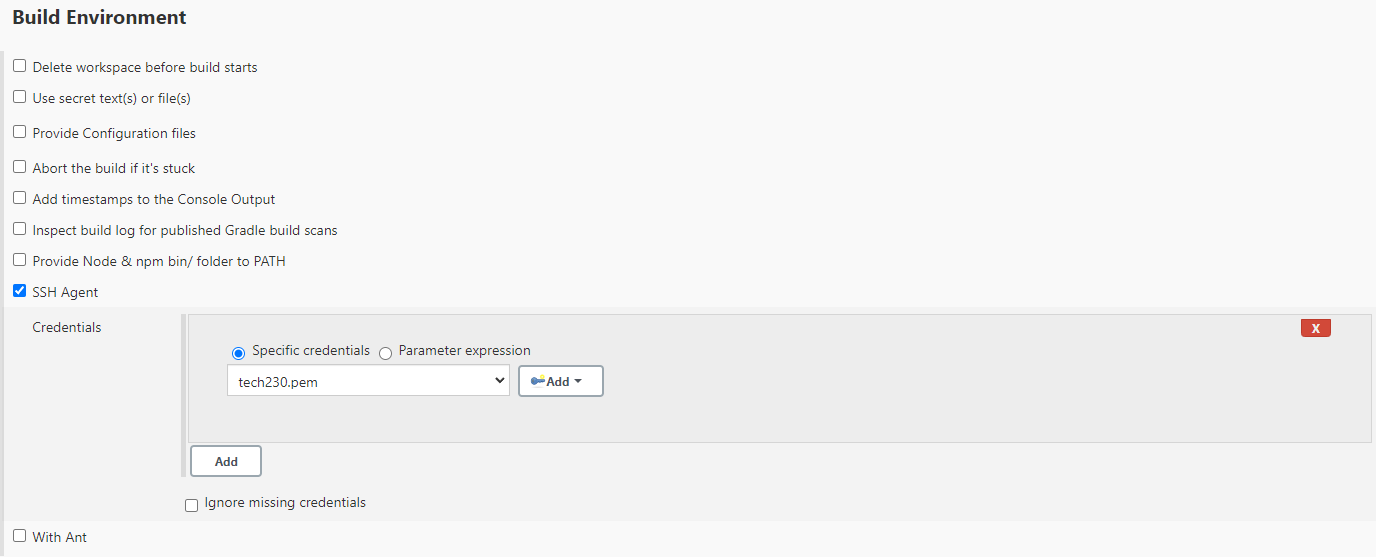 Build Environment
Delete workspace before build starts
Use secret text(s) or file(s)
Provide Configuration files
Abort the build if it's stuck
Add timestamps to the Console Output
Inspect build log for published Gradle build scans
Provide Node & npm bin/ folder to PATH
SSH Agent
Credentials
X
Specific credentials Parameter expression
tech230.pem Add
Add
Ignore missing credentials
With Ant